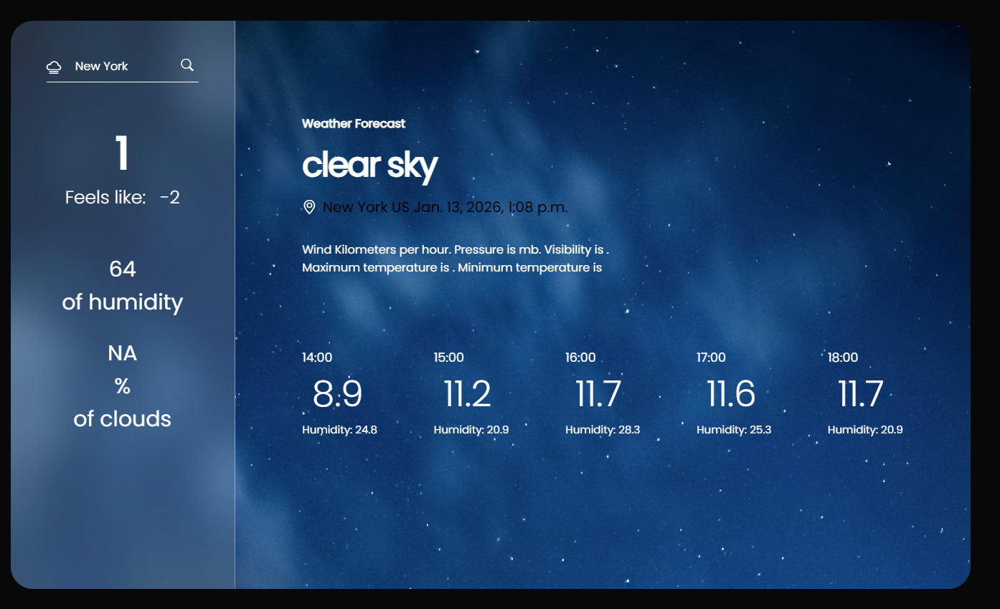 New York
1
Feels like: -2
64
of humidity
NA
%
of clouds
Weather Forecast
clear sky
New York US Jan. 13, 2026, 1:08 p.m.
Wind Kilometers per hour. Pressure is mb. Visibility is .
Maximum temperature is . Minimum temperature is
14:00 15:00 16:00 17:00 18:00
8.9 11.2 11.7 11.6 11.7
Humidity: 24.8 Humidity: 20.9 Humidity: 28.3 Humidity: 25.3 Humidity: 20.9